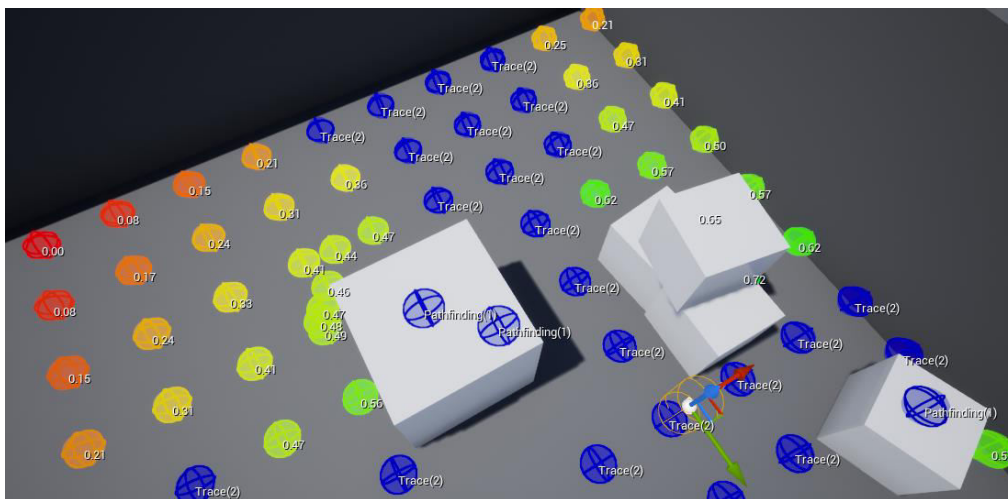 0.21
0.25
0.31
Trace(2)
Trace(2)
0.36
Trace(2)
Trace(2)
0.41
Trace(2)
Trace(2)
0.47
Trace(2)
Trace(2)
0.50
0.21
Trace(2)
0.57
0.15
0.36
Trace(2)
0.62
0.57
0.08
0.31
Trace(2)
0.65
0.00
0.24
0.47
0.62
0.44
0.17
0.41
0.46
Trace(2)
0.72
0.08
0.33
0.47
Pathfinding(1)
Trace(2)
0.48
Pathfinding(1)
0.24
0.49
Trace(2)
Trace(2)
Trace(2)
0.15
0.41
Trace(2)
0.31
0.56
Trace(2)
Pathfinding(1)
0.21
0.47
Trace(2)
Trace(2)
Trace(2)
Trace(2)
Trace(2)